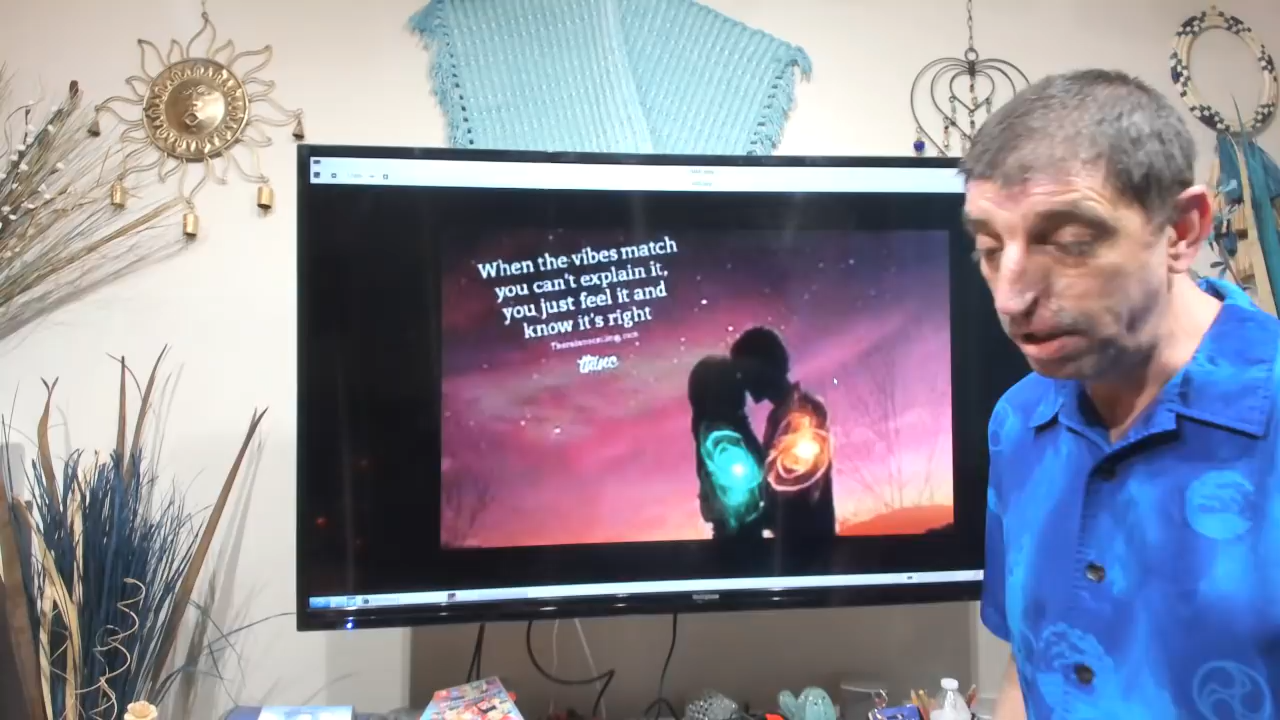 When the vibes match
you can't explain it,
you just feel it and
know it's right